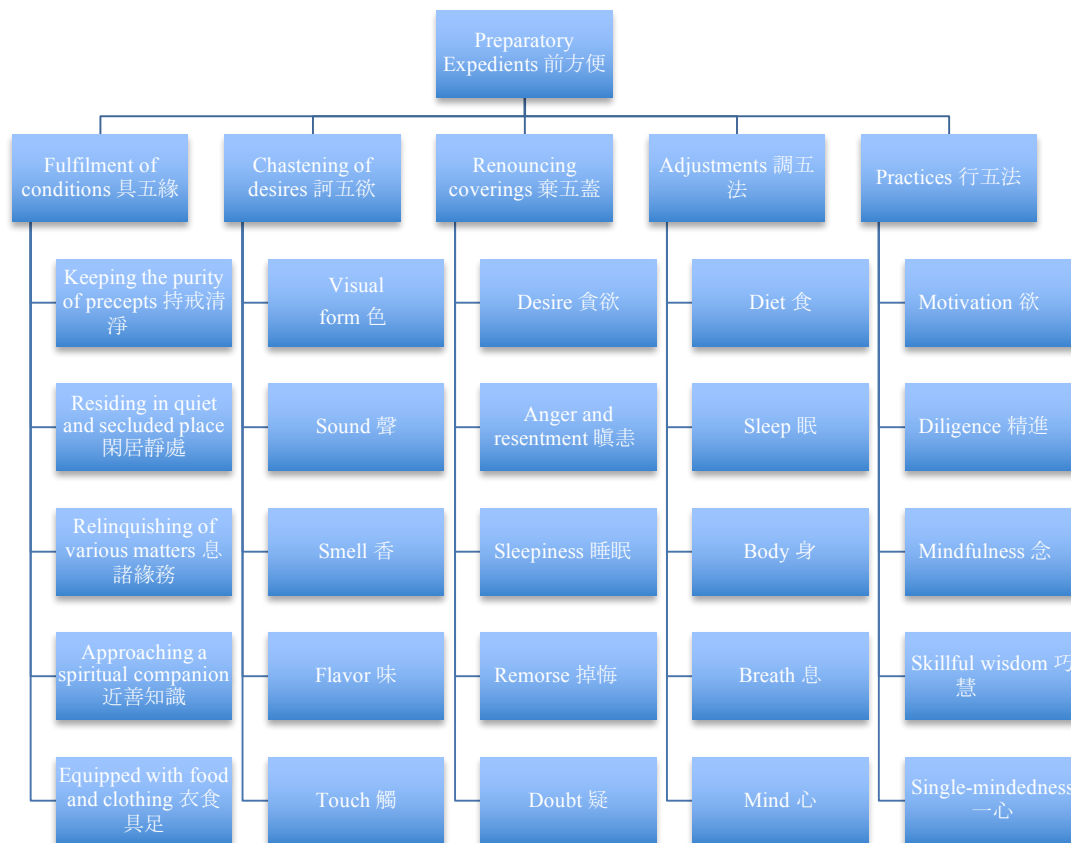 Preparatory
Expedients 前方便
Fulfilment of
conditions 具五緣
Chastening of
desires 訶五欲
Renouncing
coverings 棄五蓋
Adjustments 調五
法
Practices 行五法
Keeping the purity
of precepts 持戒清
淨
Residing in quiet
and secluded place
閑居靜處
Relinquishing of
various matters 息
諸緣務
Approaching a
spiritual companion
近善知識
Equipped with food
and clothing 衣食
具足
Visual
form 色
Sound 聲
Smell 香
Flavor 味
Touch 觸
Desire 貪欲
Anger and
resentment 瞋恚
Sleepiness 睡眠
Remorse 掉悔
Doubt 疑
Diet 食
Sleep 眠
Body 身
Breath 息
Mind 心
Motivation 欲
Diligence 精進
Mindfulness 念
Skillful wisdom 巧
慧
Single-mindedness
一心